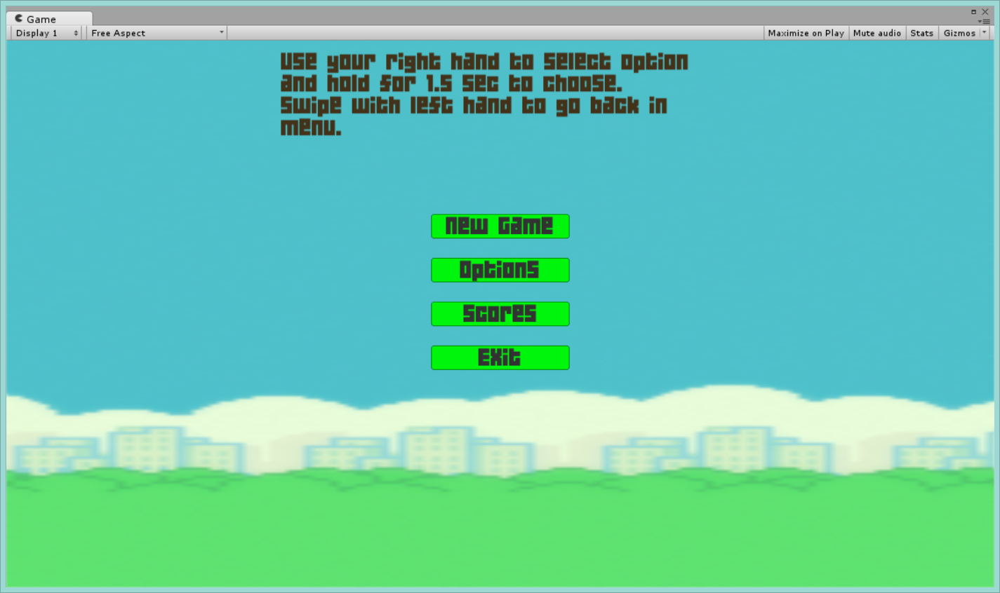 Game
Display 1 Free Aspect Maximize on Play Mute audio Stats Gizmos
Use your right hand to select option
and hold for 1.5 sec to choose.
Swipe with left hand to go back in
menu.
New Game
Options
Scores
Exit